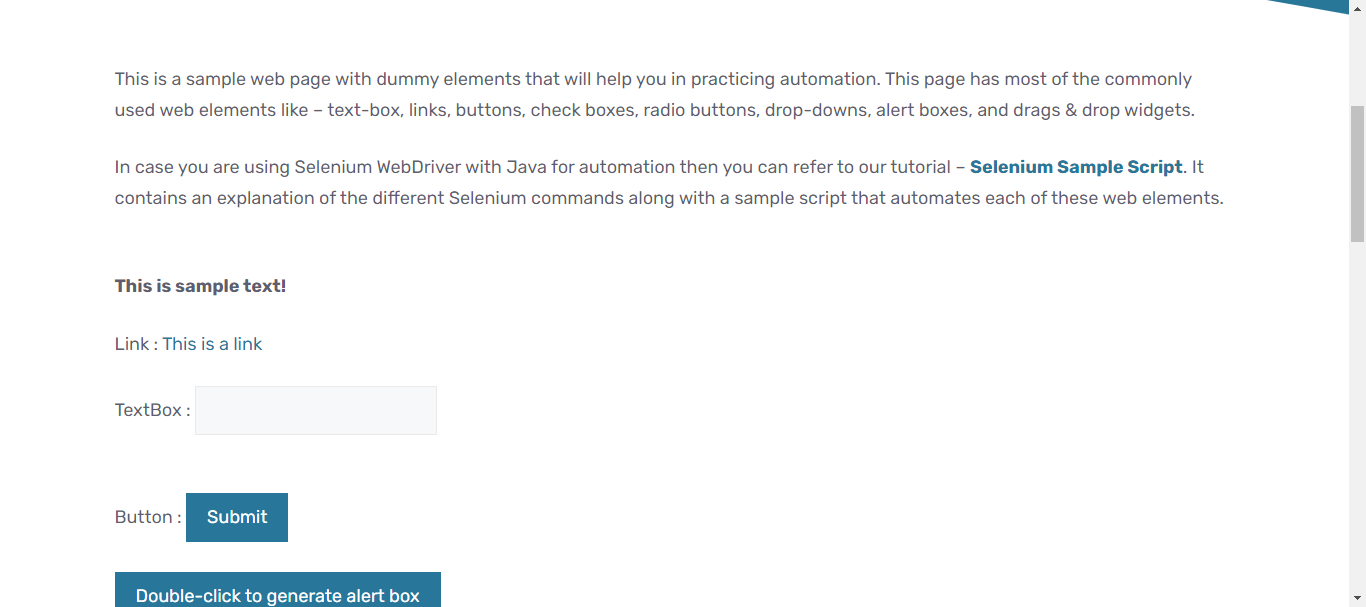 This is a sample web page with dummy elements that will help you in practicing automation. This page has most of the commonly
used web elements like – text-box, links, buttons, check boxes, radio buttons, drop-downs, alert boxes, and drags & drop widgets.
In case you are using Selenium WebDriver with Java for automation then you can refer to our tutorial – Selenium Sample Script. It
contains an explanation of the different Selenium commands along with a sample script that automates each of these web elements.
This is sample text!
Link : This is a link
TextBox :
Button : Submit
Double-click to generate alert box